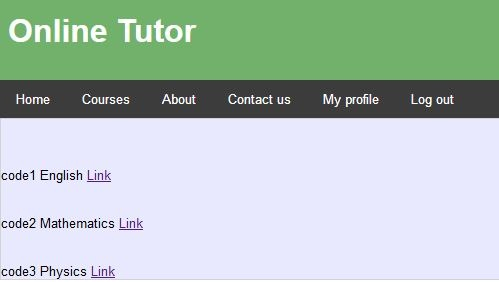 Online Tutor
Home Courses About Contact us My profile Log out
code1 English Link
code2 Mathematics Link
code3 Physics Link